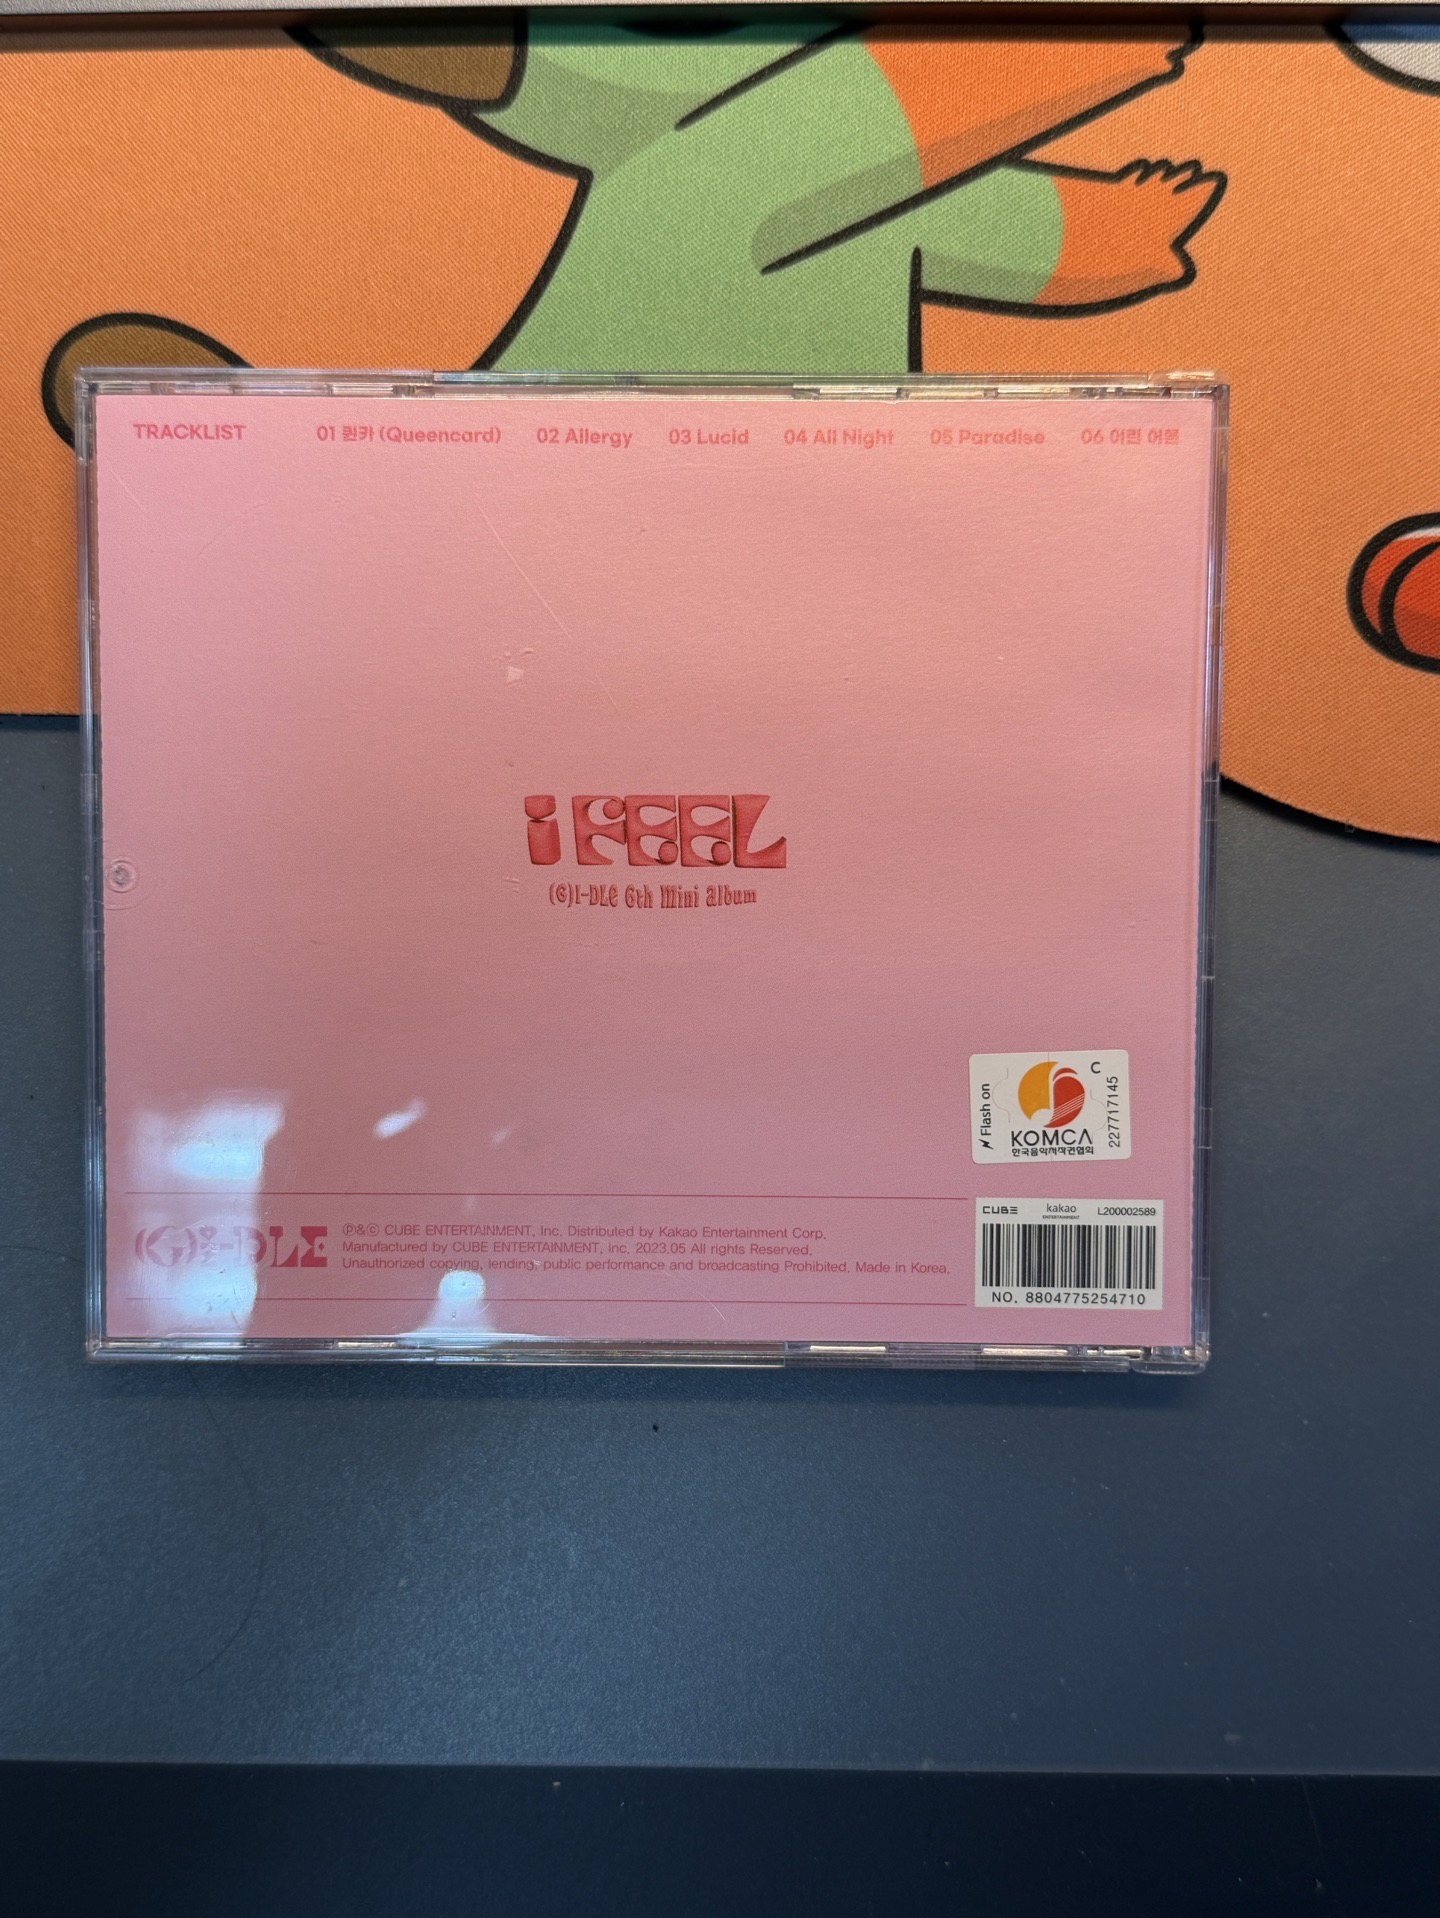 TRACKLIST 01 퀸카 (Queencard) 02 Allergy 03 Lucid 04 All Night 05 Paradise 06 어린 어른
i FEEL
(G)I-DLE 6th Mini Album
Flash on
C
KOMCA
한국음악저작권협회
227717145
(G)I-DLE
Ⓟ&ⓒ CUBE ENTERTAINMENT, Inc. Distributed by Kakao Entertainment Corp.
Manufactured by CUBE ENTERTAINMENT, Inc. 2023.05 All rights Reserved.
Unauthorized copying, lending, public performance and broadcasting Prohibited. Made in Korea.
CUBE kakao ENTERTAINMENT L200002589
NO. 8804775254710